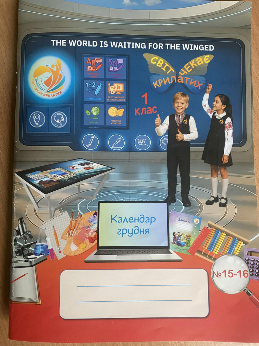 THE WORLD IS WAITING FOR THE WINGED
СВІТ ЧЕКАЄ
КРИЛАТИХ
1
КЛАС
Календар
грудня
№15-16